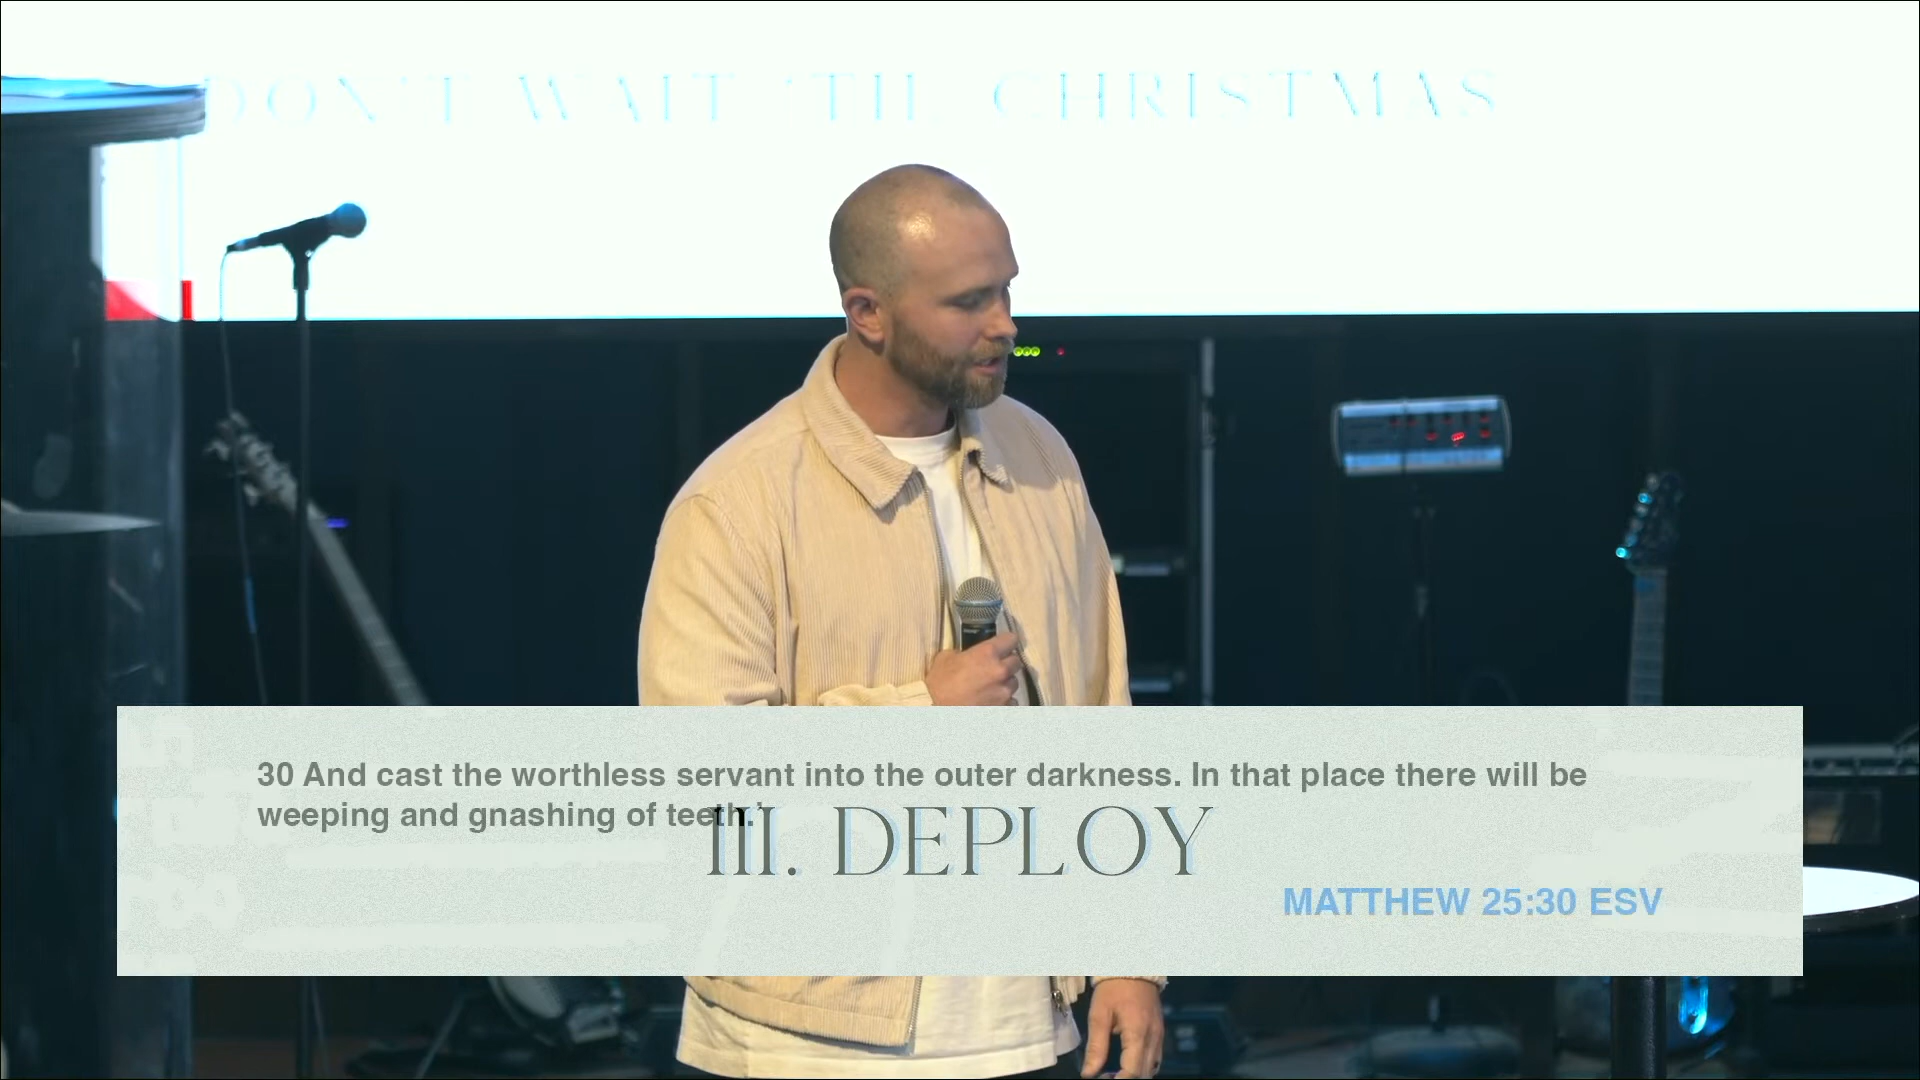 DON'T WAIT 'TIL CHRISTMAS
30 And cast the worthless servant into the outer darkness. In that place there will be
weeping and gnashing of teeth.'
III. DEPLOY
MATTHEW 25:30 ESV